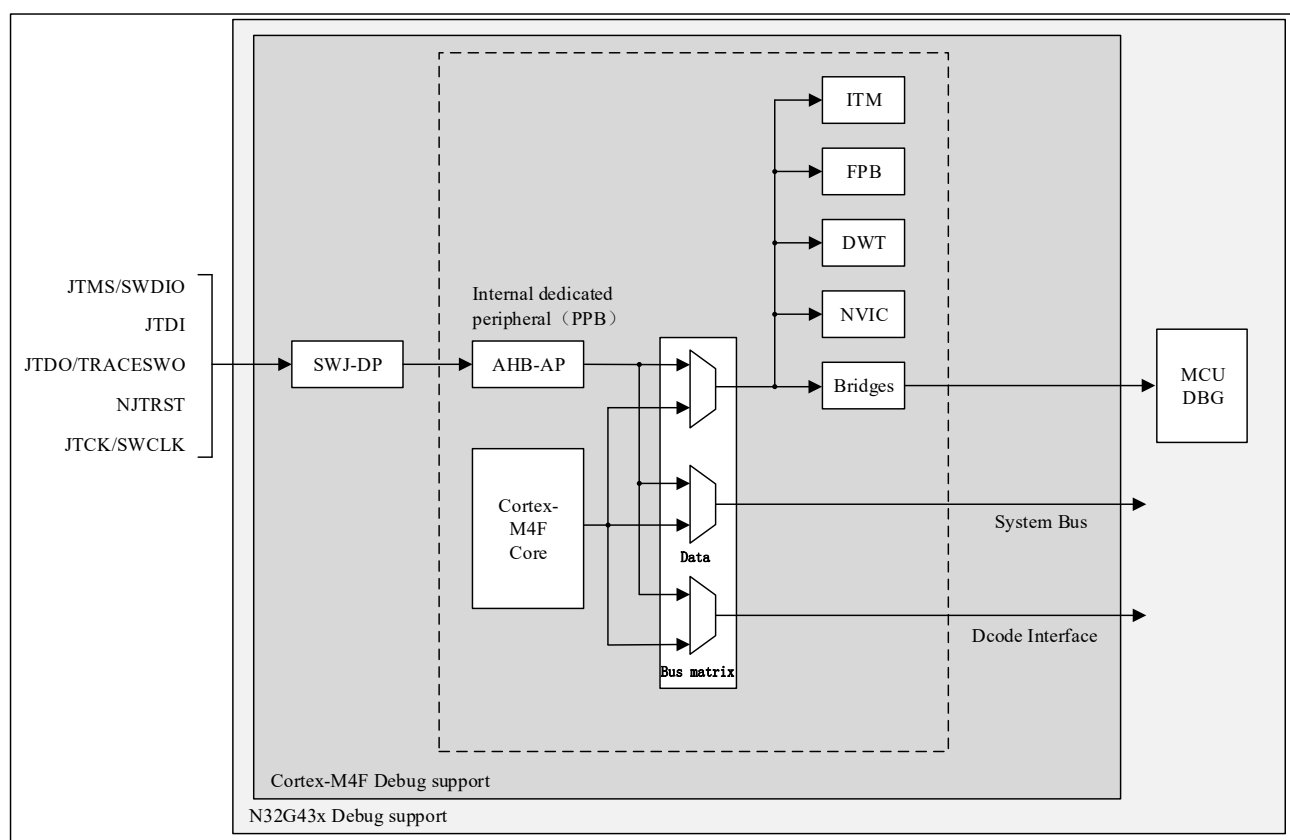 ITM
FPB
DWT
NVIC
Bridges
MCU
DBG
JTMS/SWDIO
JTDI
JTDO/TRACESWO
NJTRST
JTCK/SWCLK
SWJ-DP
Internal dedicated
peripheral（PPB）
AHB-AP
Cortex-
M4F
Core
Data
Bus matrix
System Bus
Dcode Interface
Cortex-M4F Debug support
N32G43x Debug support